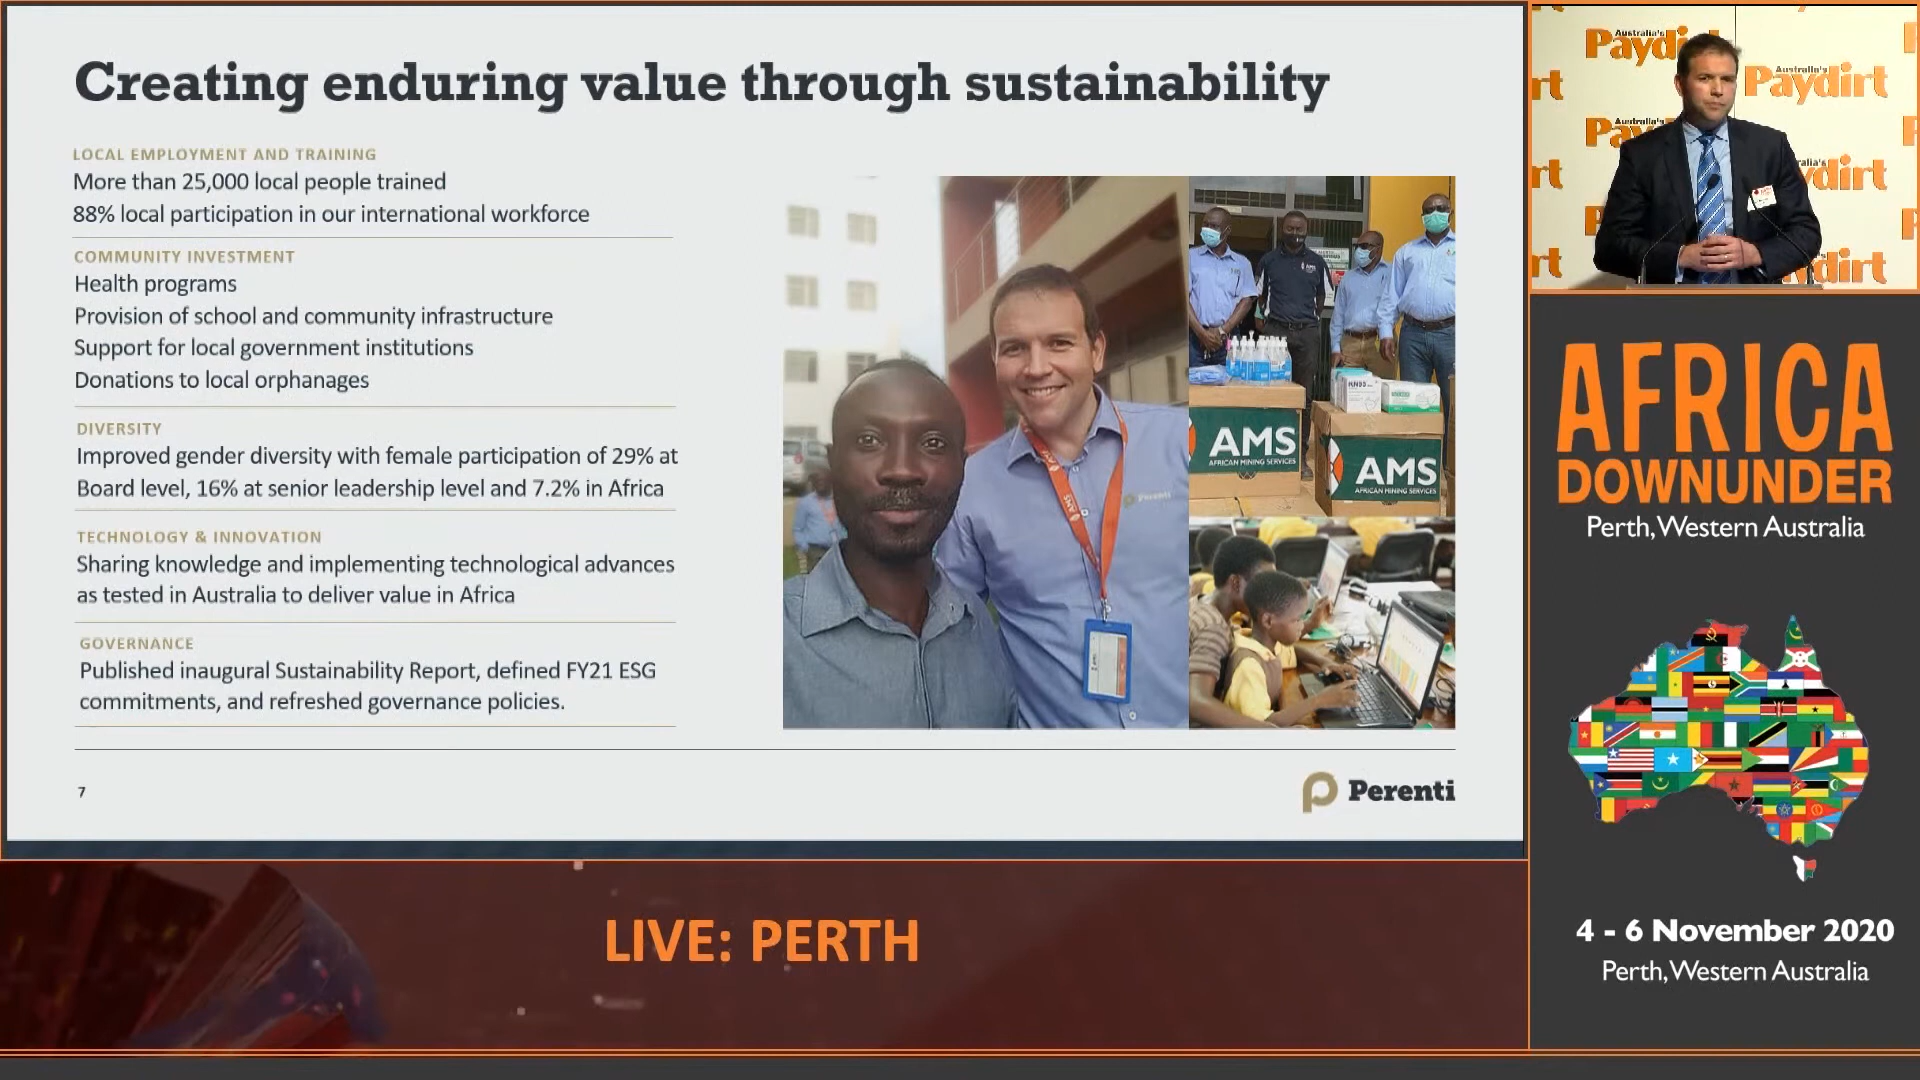 Creating enduring value through sustainability
LOCAL EMPLOYMENT AND TRAINING
More than 25,000 local people trained
88% local participation in our international workforce
COMMUNITY INVESTMENT
Health programs
Provision of school and community infrastructure
Support for local government institutions
Donations to local orphanages
DIVERSITY
Improved gender diversity with female participation of 29% at
Board level, 16% at senior leadership level and 7.2% in Africa
TECHNOLOGY & INNOVATION
Sharing knowledge and implementing technological advances
as tested in Australia to deliver value in Africa
GOVERNANCE
Published inaugural Sustainability Report, defined FY21 ESG
commitments, and refreshed governance policies.
7
Perenti
AMS
Perenti
KN95
AMS
AFRICAN MINING SERVICES
AMS
AFRICAN MINING SERVICES
LIVE: PERTH
Australia's
Paydirt
Australia's
Paydirt
Australia's
AFRICA
DOWNUNDER
Perth, Western Australia
4 - 6 November 2020
Perth, Western Australia